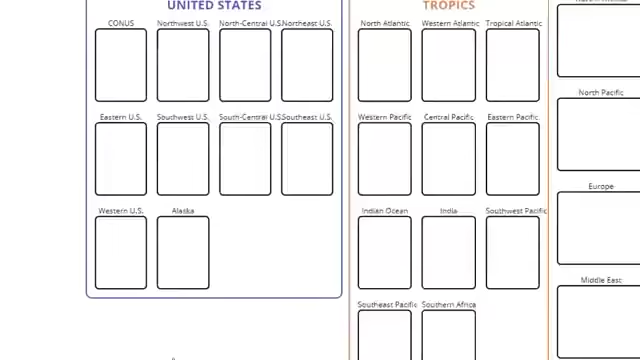 UNITED STATES
CONUS Northwest U.S. North-Central U.S. Northeast U.S.
Eastern U.S. Southwest U.S. South-Central U.S. Southeast U.S.
Western U.S. Alaska
TROPICS
North Atlantic Western Atlantic Tropical Atlantic
Western Pacific Central Pacific Eastern Pacific
Indian Ocean India Southwest Pacific
Southeast Pacific Southern Africa
North Pacific
Europe
Middle East